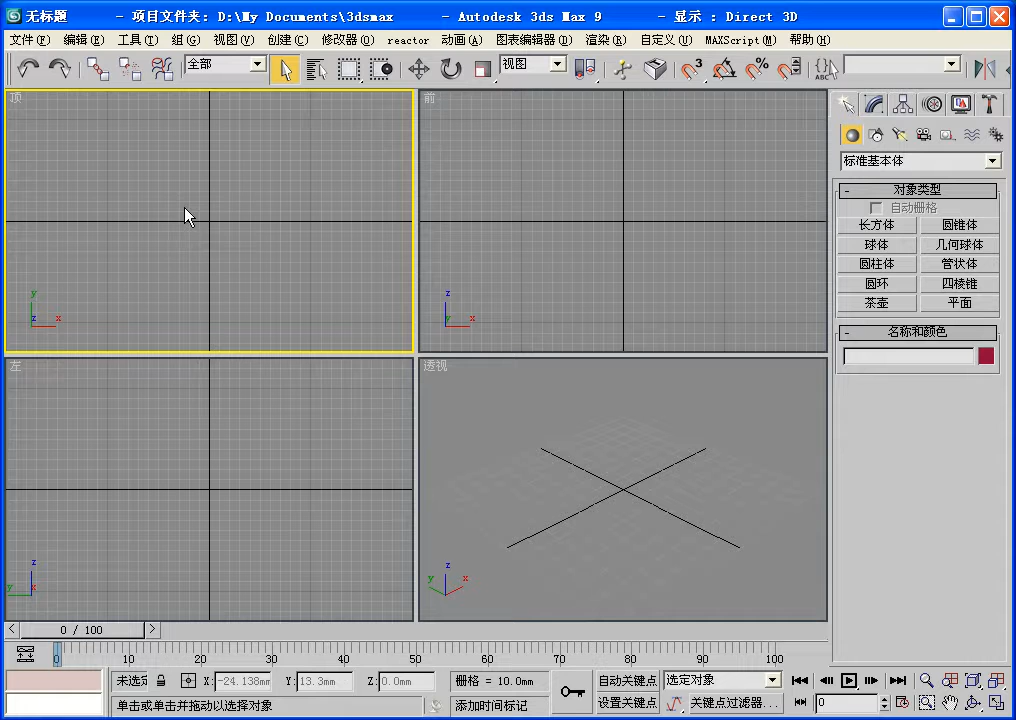 无标题 - 项目文件夹: D:\My Documents\3dsmax - Autodesk 3ds Max 9 - 显示 : Direct 3D
文件(F) 编辑(E) 工具(T) 组(G) 视图(V) 创建(C) 修改器(O) reactor 动画(A) 图表编辑器(D) 渲染(R) 自定义(U) MAXScript(M) 帮助(H)
全部 视图
顶
前
标准基本体
- 对象类型
自动栅格
长方体 圆锥体
球体 几何球体
圆柱体 管状体
圆环 四棱锥
茶壶 平面
- 名称和颜色
y
z x
z
y x
左
透视
z
y x
z
y x
0 / 100
0 10 20 30 40 50 60 70 80 90 100
未选定 X: -24.138mm Y: 13.3mm Z: 0.0mm 栅格 = 10.0mm 自动关键点 选定对象
单击或单击并拖动以选择对象 添加时间标记 设置关键点 关键点过滤器... 0